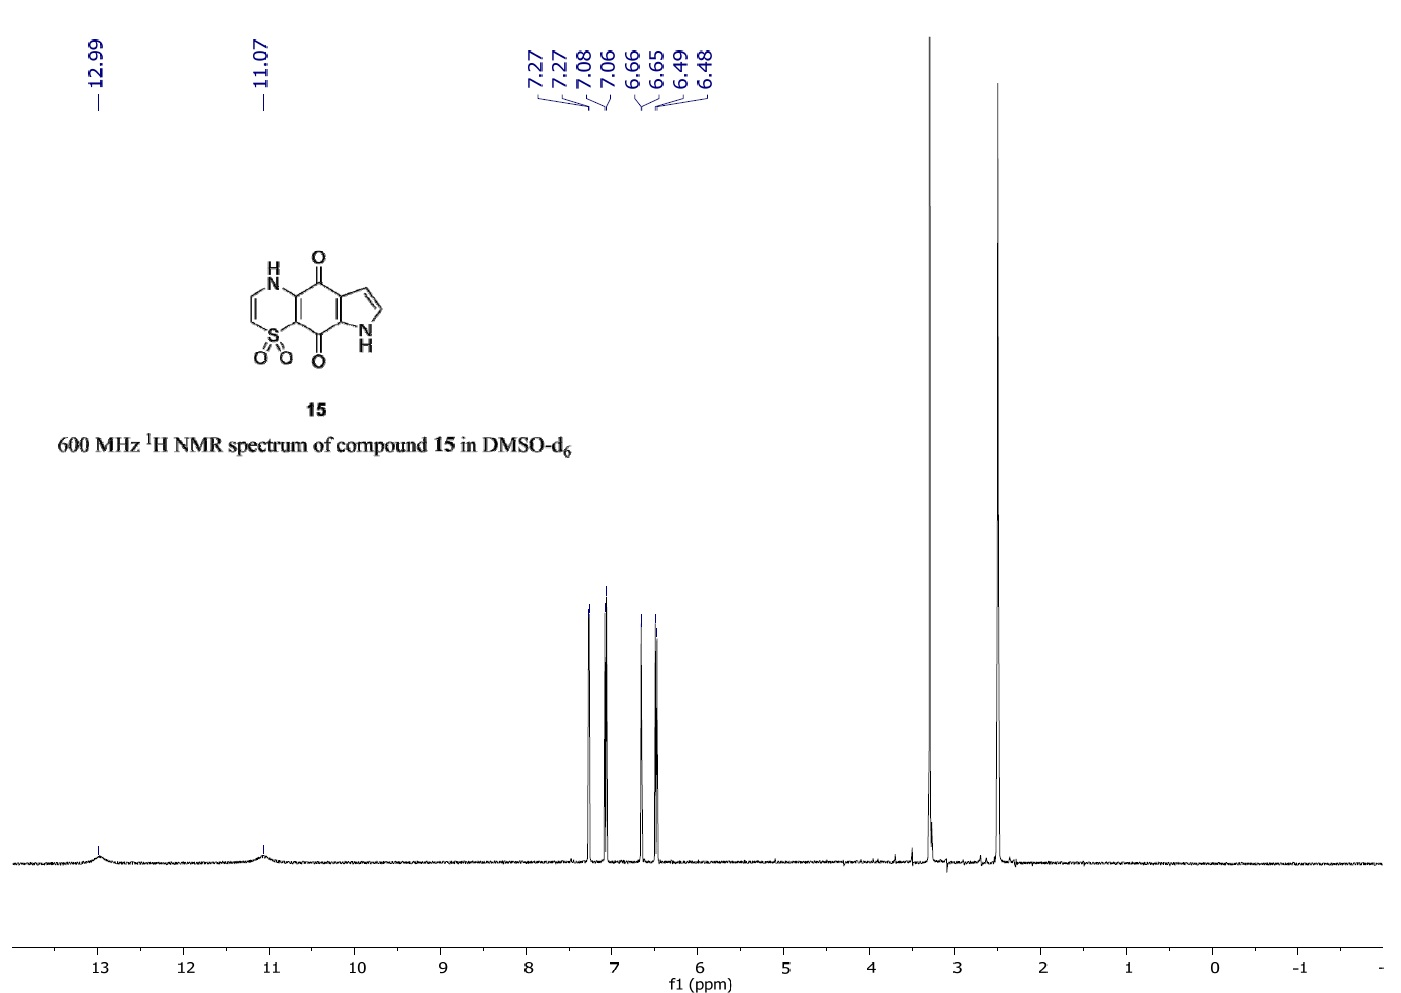 12.99
11.07
7.27
7.27
7.08
7.06
6.66
6.65
6.49
6.48
H
N
O
S
O O
O
N
H
15
600 MHz ¹H NMR spectrum of compound 15 in DMSO-d₆
13 12 11 10 9 8 7 6 5 4 3 2 1 0 -1 -
f1 (ppm)